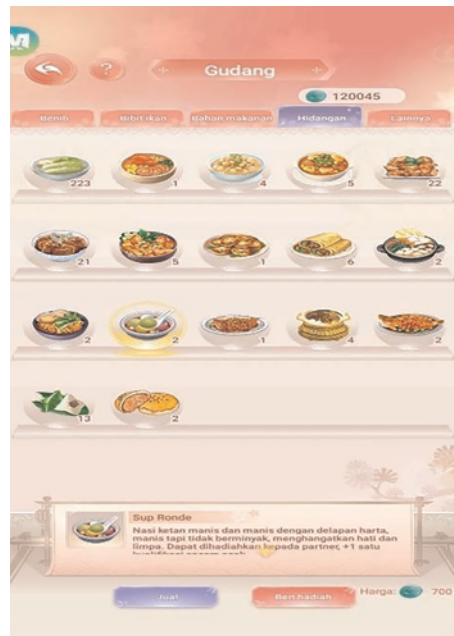 M
?
Gudang
120045
Benih Bibit ikan Bahan makanan Hidangan Lainnya
223 1 4 5 22
21 5 1 6 2
2 2 1 4 2
13 2
Sup Ronde
Nasi ketan manis dan manis dengan delapan harta,
manis tapi tidak berminyak, menghangatkan hati dan
limpa. Dapat dihadiahkan kepada partner, +1 satu
Jual Beri hadiah Harga: 700